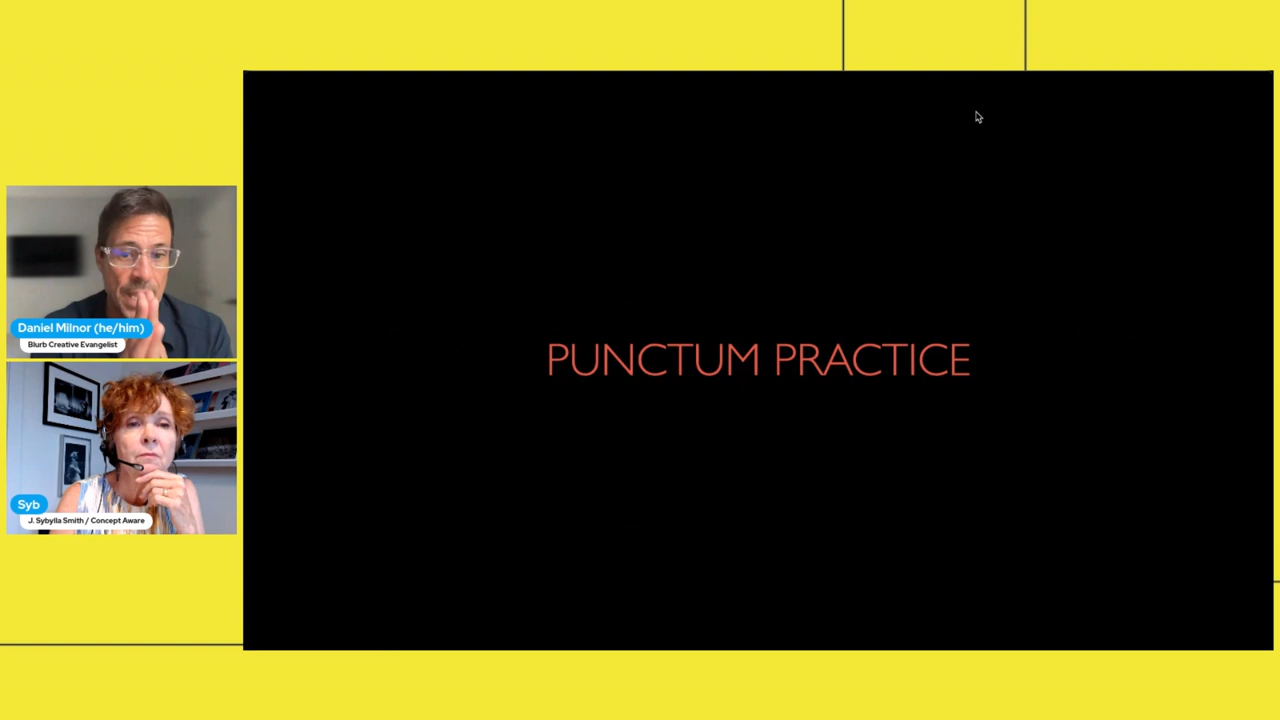 Daniel Milnor (he/him)
Blurb Creative Evangelist
PUNCTUM PRACTICE
Syb
J. Sybylla Smith / Concept Aware